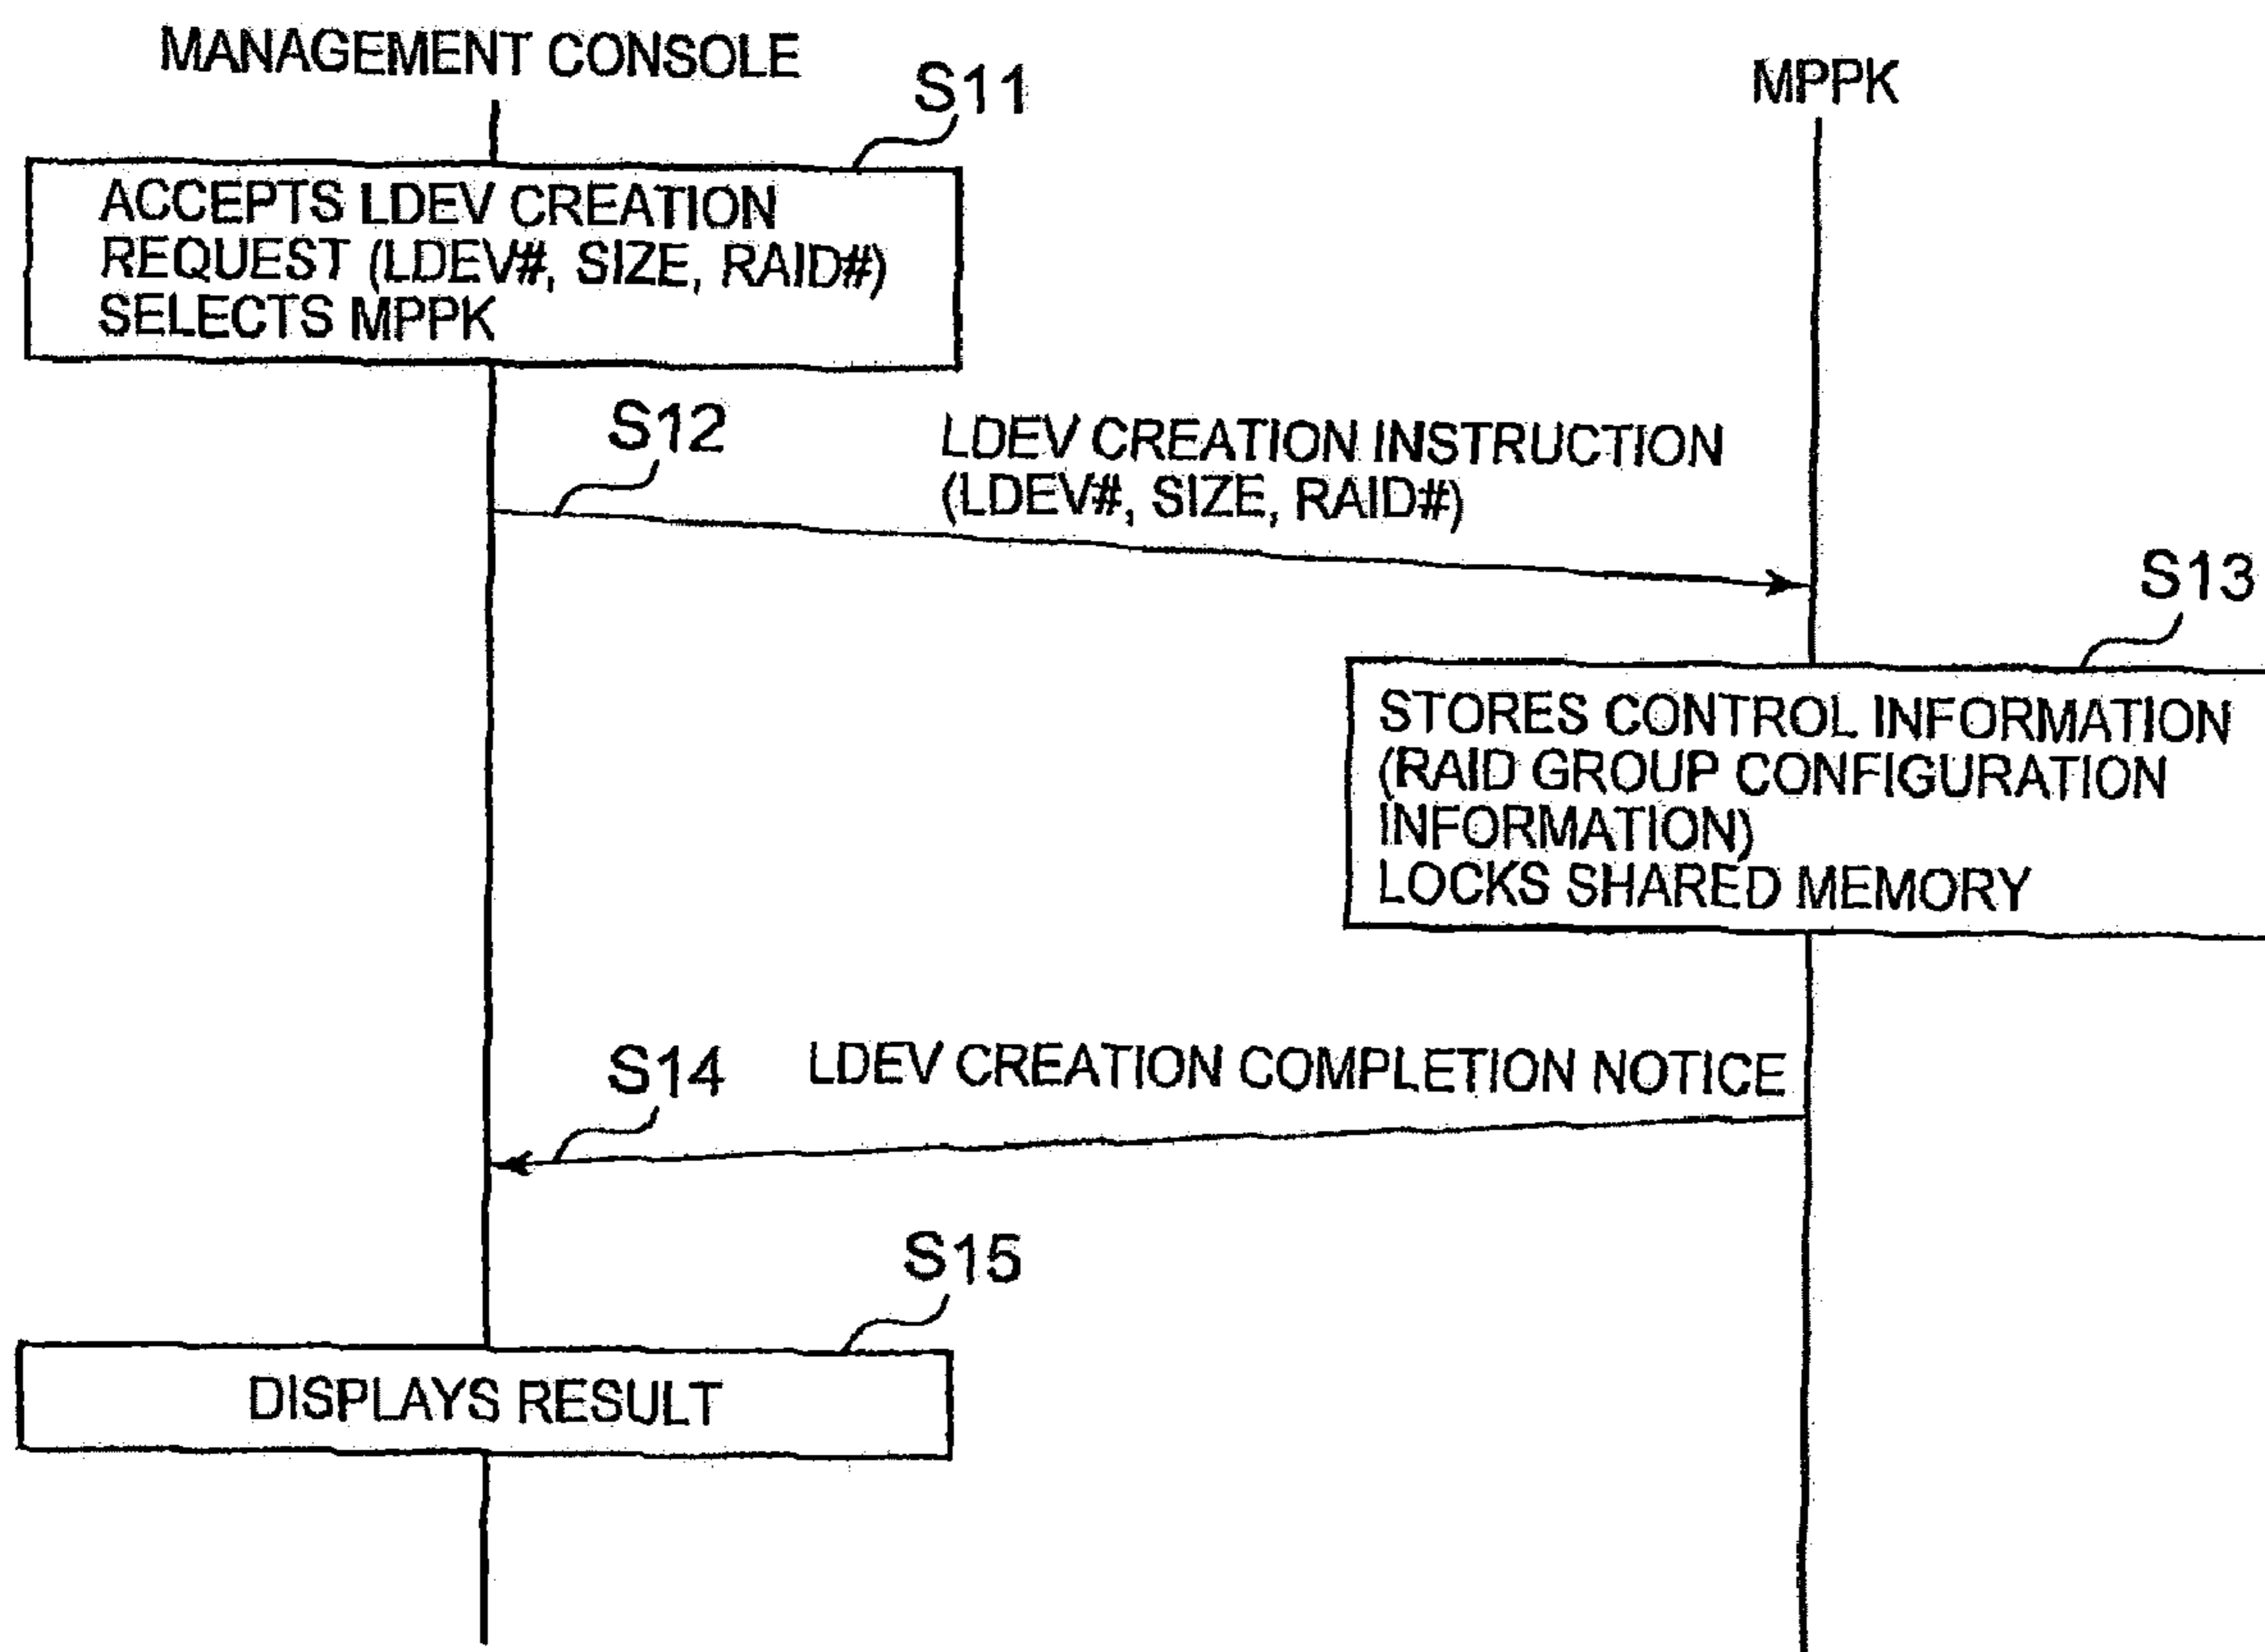 MANAGEMENT CONSOLE
MPPK
S11
ACCEPTS LDEV CREATION
REQUEST (LDEV#, SIZE, RAID#)
SELECTS MPPK
S12
LDEV CREATION INSTRUCTION
(LDEV#, SIZE, RAID#)
S13
STORES CONTROL INFORMATION
(RAID GROUP CONFIGURATION
INFORMATION)
LOCKS SHARED MEMORY
S14
LDEV CREATION COMPLETION NOTICE
S15
DISPLAYS RESULT